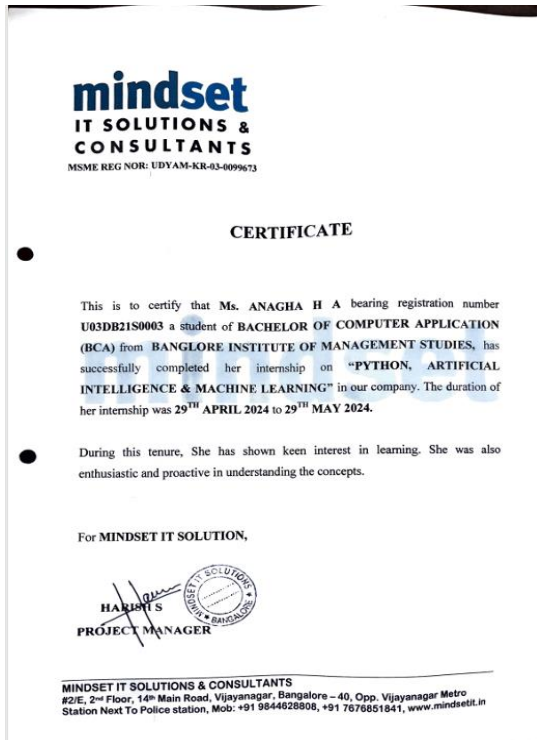 mindset
IT SOLUTIONS &
CONSULTANTS
MSME REG NOR: UDYAM-KR-03-0099673
CERTIFICATE
This is to certify that Ms. ANAGHA H A bearing registration number
U03DB21S0003 a student of BACHELOR OF COMPUTER APPLICATION
(BCA) from BANGLORE INSTITUTE OF MANAGEMENT STUDIES, has
successfully completed her internship on “PYTHON, ARTIFICIAL
INTELLIGENCE & MACHINE LEARNING” in our company. The duration of
her internship was 29TH APRIL 2024 to 29TH MAY 2024.
mindset
During this tenure, She has shown keen interest in learning. She was also
enthusiastic and proactive in understanding the concepts.
For MINDSET IT SOLUTION,
HARISH S
MINDSET IT SOLUTIONS
BANGALORE
PROJECT MANAGER
MINDSET IT SOLUTIONS & CONSULTANTS
#2/E, 2nd Floor, 14th Main Road, Vijayanagar, Bangalore – 40, Opp. Vijayanagar Metro
Station Next To Police station, Mob: +91 9844628808, +91 7676851841, www.mindsetit.in